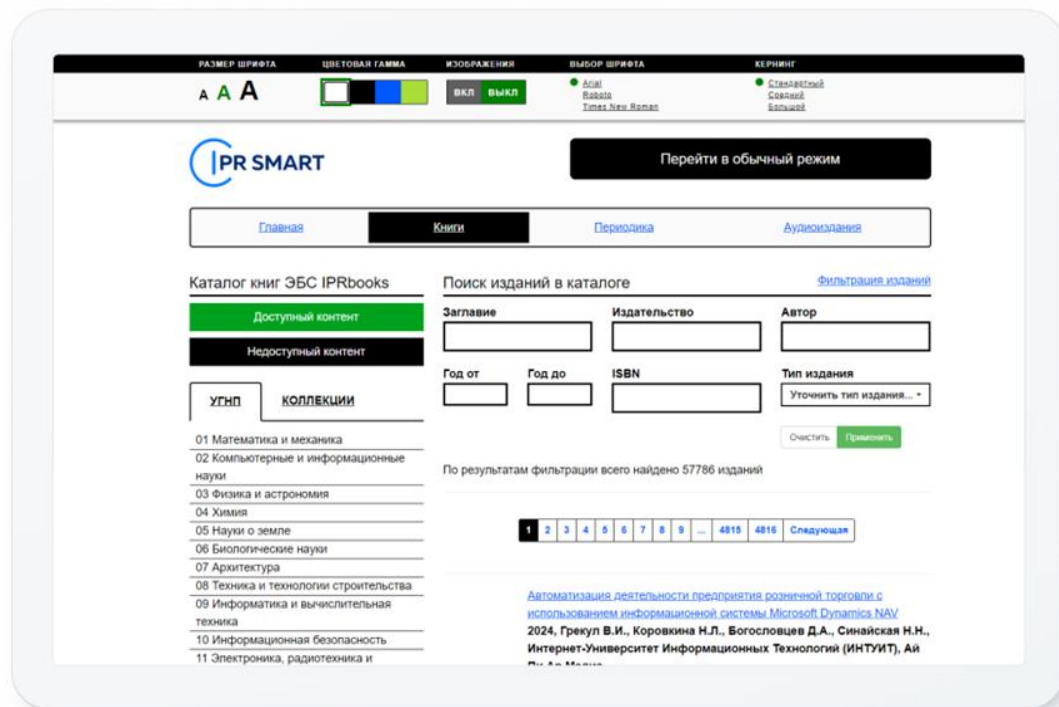 РАЗМЕР ШРИФТА ЦВЕТОВАЯ ГАММА ИЗОБРАЖЕНИЯ ВЫБОР ШРИФТА КЕРНИНГ
A A A
ВКЛ ВЫКЛ
Arial
Roboto
Times New Roman
Стандартный
Средний
Большой
IPR SMART
Перейти в обычный режим
Главная Книги Периодика Аудиоиздания
Каталог книг ЭБС IPRbooks
Доступный контент
Недоступный контент
УГНП КОЛЛЕКЦИИ
01 Математика и механика
02 Компьютерные и информационные
науки
03 Физика и астрономия
04 Химия
05 Науки о земле
06 Биологические науки
07 Архитектура
08 Техника и технологии строительства
09 Информатика и вычислительная
техника
10 Информационная безопасность
11 Электроника, радиотехника и
Поиск изданий в каталоге Фильтрация изданий
Заглавие Издательство Автор
Год от Год до ISBN Тип издания
Уточнить тип издания...
Очистить Применить
По результатам фильтрации всего найдено 57786 изданий
1 2 3 4 5 6 7 8 9 ... 4815 4816 Следующая
Автоматизация деятельности предприятия розничной торговли с
использованием информационной системы Microsoft Dynamics NAV
2024, Грекул В.И., Коровкина Н.Л., Богословцев Д.А., Синайская Н.Н.,
Интернет-Университет Информационных Технологий (ИНТУИТ), Ай
Пи Ар Медиа